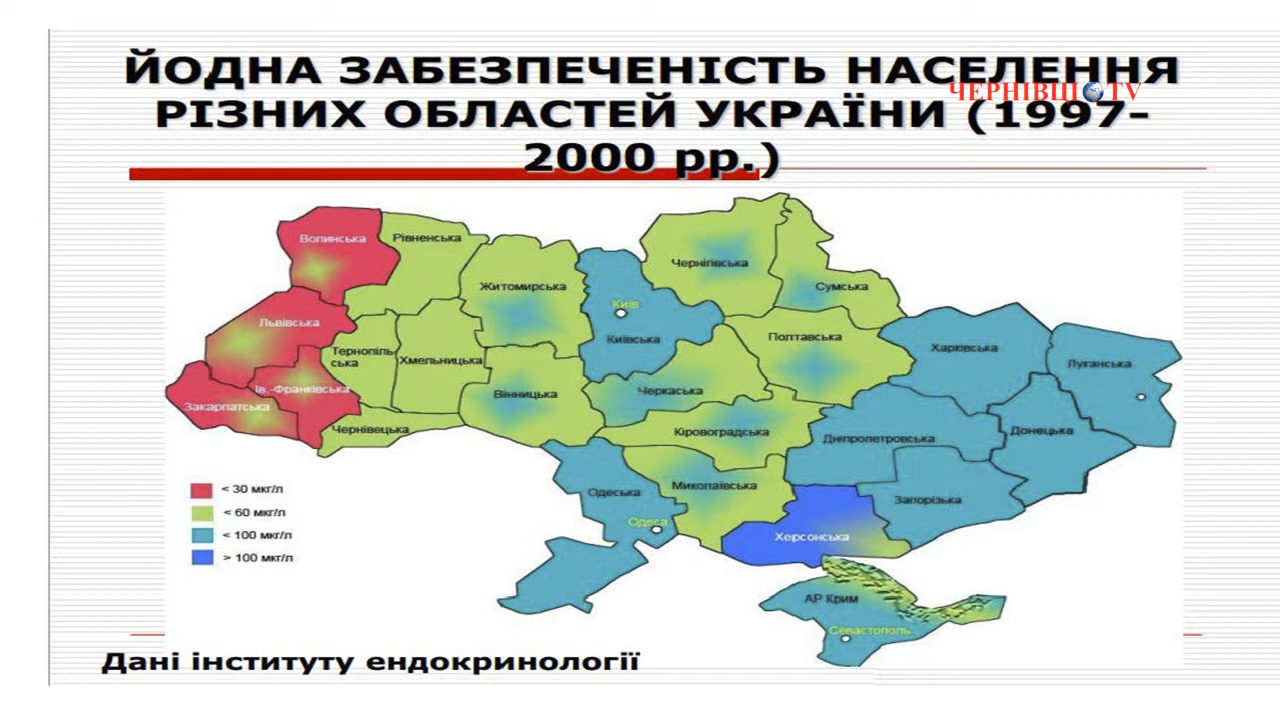 ЙОДНА ЗАБЕЗПЕЧЕНІСТЬ НАСЕЛЕННЯ
РІЗНИХ ОБЛАСТЕЙ УКРАЇНИ (1997-
2000 рр.)
ЧЕРНІВЦІ TV
Волинська
Рівненська
Чернігівська
Житомирська
Сумська
Київ
Львівська
Київська
Полтавська
Харківська
Тернопіль
ська
Хмельницька
Луганська
Ів.-Франківська
Черкаська
Вінницька
Закарпатська
Чернівецька
Кіровоградська
Дніпропетровська
Донецька
Миколаївська
Одеська
Запорізька
Одеса
Херсонська
< 30 мкг/л
< 60 мкг/л
< 100 мкг/л
> 100 мкг/л
АР Крим
Севастополь
Дані інституту ендокринології